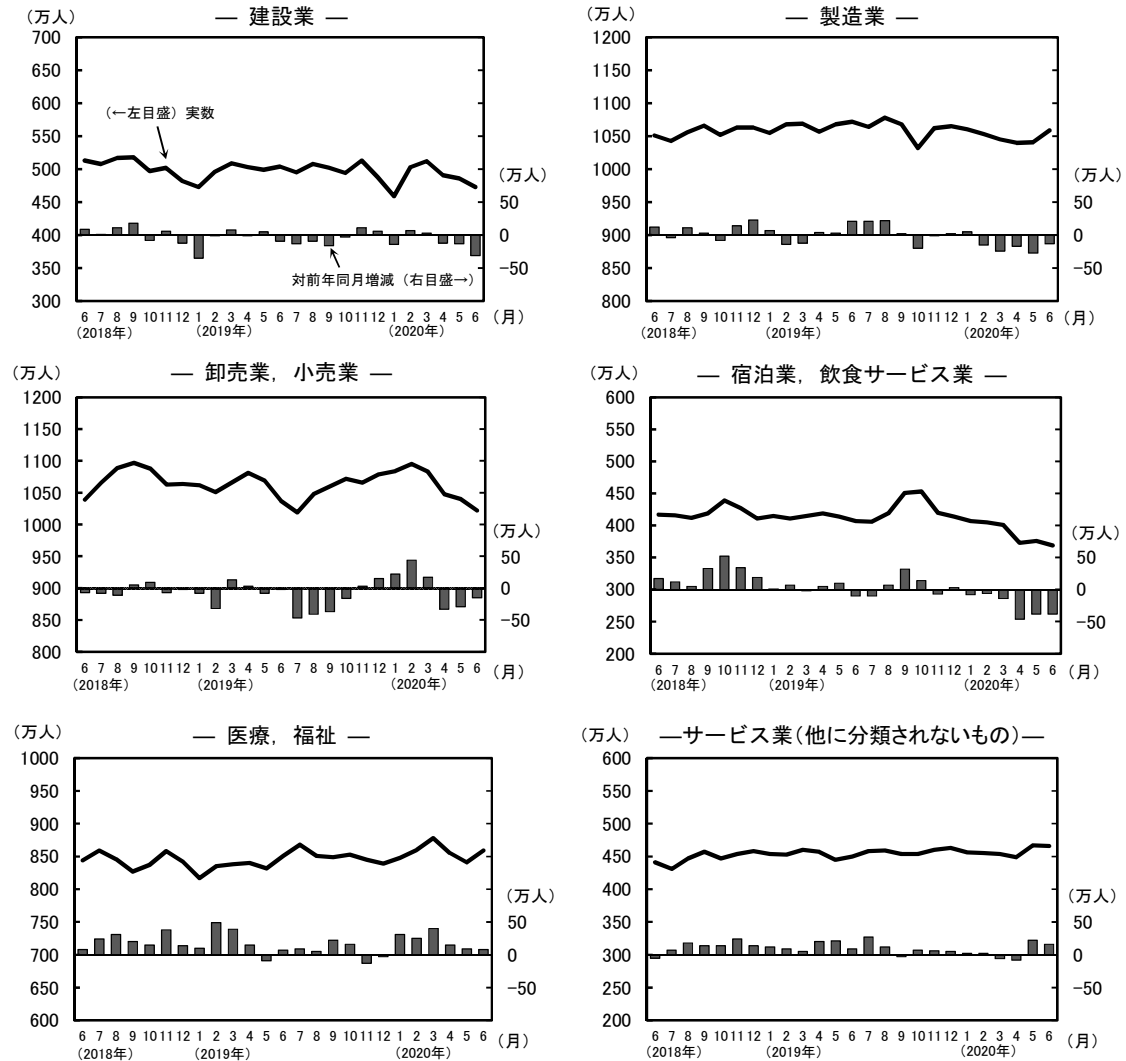 (万人)
― 建設業 ―
700
650
600
550
500
450
400
350
300
(←左目盛)実数
対前年同月増減(右目盛→)
(万人)
50
0
−50
6 7 8 9 10 11 12 1 2 3 4 5 6 7 8 9 10 11 12 1 2 3 4 5 6 (月)
(2018年) (2019年) (2020年)
(万人)
― 製造業 ―
1200
1150
1100
1050
1000
950
900
850
800
(万人)
50
0
−50
6 7 8 9 10 11 12 1 2 3 4 5 6 7 8 9 10 11 12 1 2 3 4 5 6 (月)
(2018年) (2019年) (2020年)
(万人)
― 卸売業，小売業 ―
1200
1150
1100
1050
1000
950
900
850
800
(万人)
50
0
−50
6 7 8 9 10 11 12 1 2 3 4 5 6 7 8 9 10 11 12 1 2 3 4 5 6 (月)
(2018年) (2019年) (2020年)
(万人)
― 宿泊業，飲食サービス業 ―
600
550
500
450
400
350
300
250
200
(万人)
50
0
−50
6 7 8 9 10 11 12 1 2 3 4 5 6 7 8 9 10 11 12 1 2 3 4 5 6 (月)
(2018年) (2019年) (2020年)
(万人)
― 医療，福祉 ―
1000
950
900
850
800
750
700
650
600
(万人)
50
0
−50
6 7 8 9 10 11 12 1 2 3 4 5 6 7 8 9 10 11 12 1 2 3 4 5 6 (月)
(2018年) (2019年) (2020年)
(万人)
―サービス業(他に分類されないもの)―
600
550
500
450
400
350
300
250
200
(万人)
50
0
−50
6 7 8 9 10 11 12 1 2 3 4 5 6 7 8 9 10 11 12 1 2 3 4 5 6 (月)
(2018年) (2019年) (2020年)